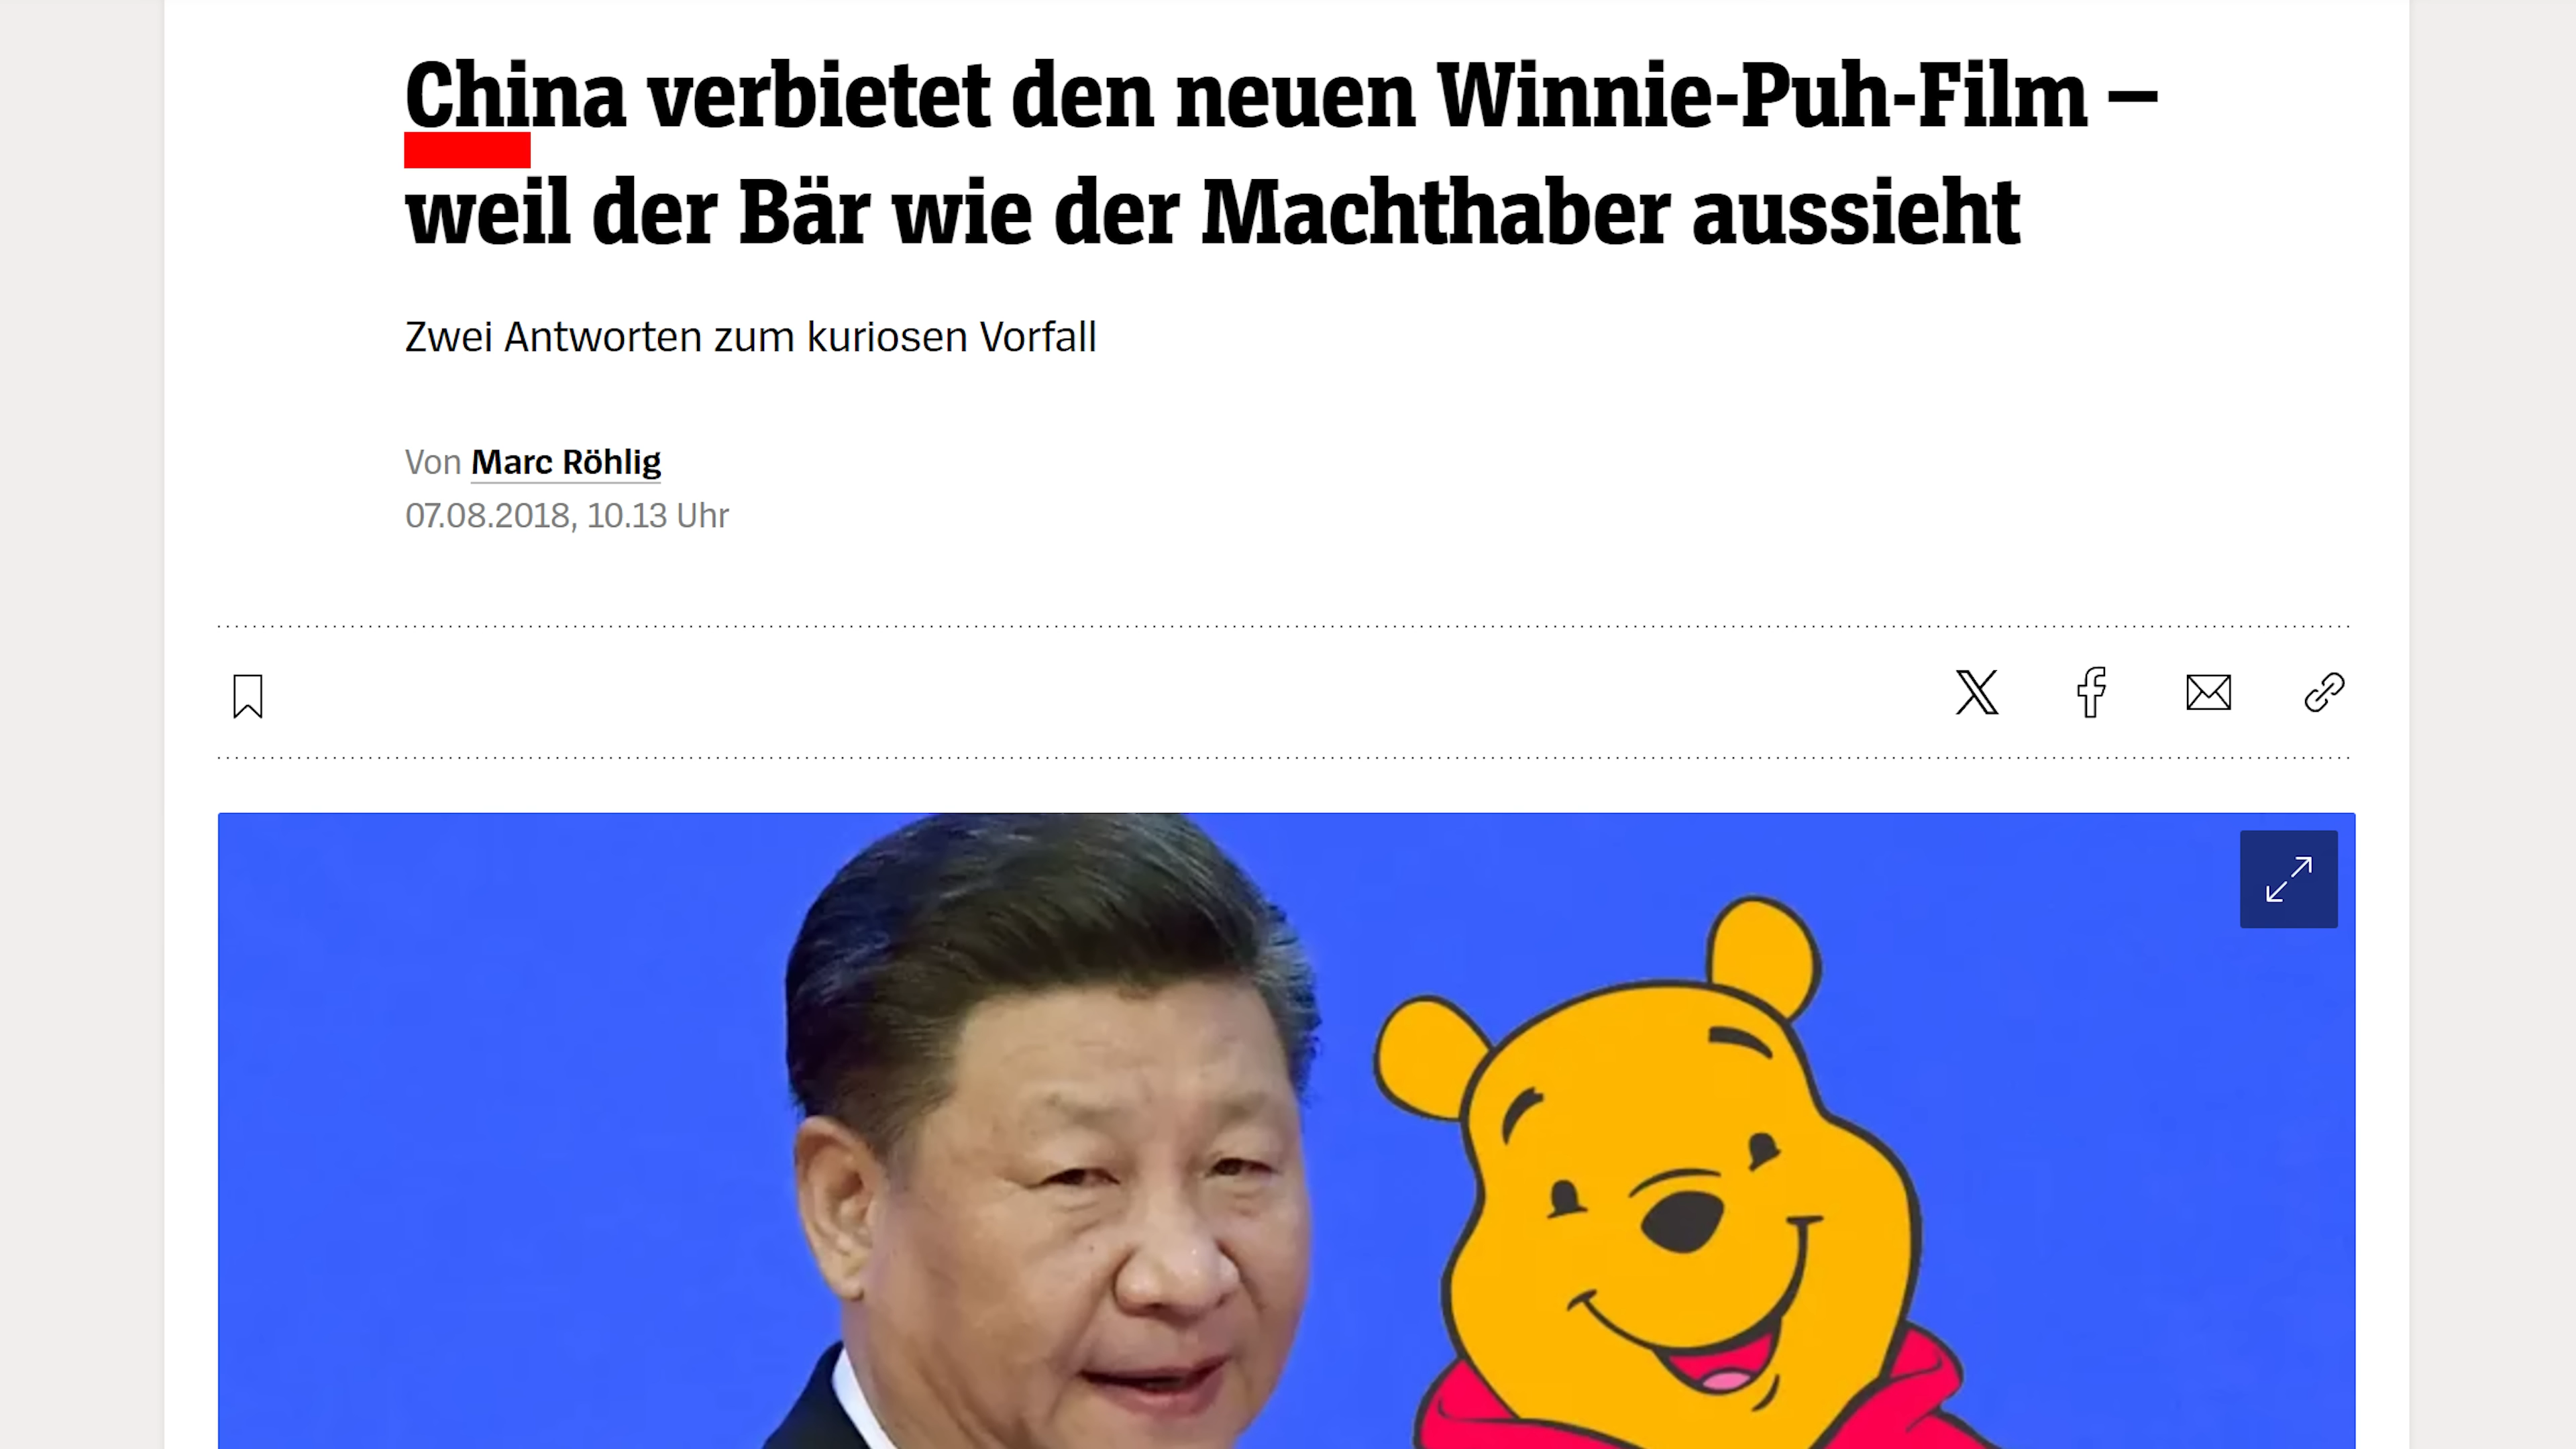 China verbietet den neuen Winnie-Puh-Film –
weil der Bär wie der Machthaber aussieht
Zwei Antworten zum kuriosen Vorfall
Von Marc Röhlig
07.08.2018, 10.13 Uhr